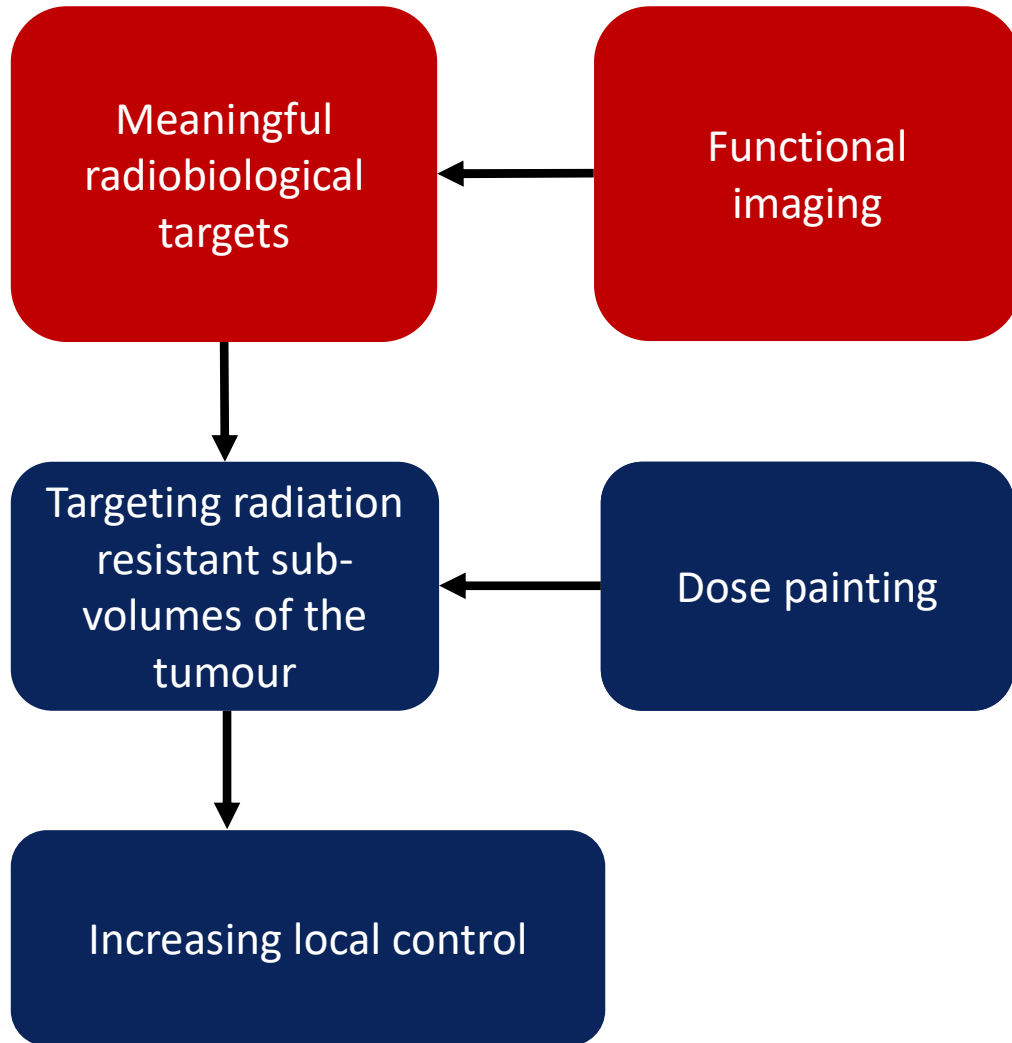 Meaningful
radiobiological
targets
Functional
imaging
Targeting radiation
resistant sub-
volumes of the
tumour
Dose painting
Increasing local control